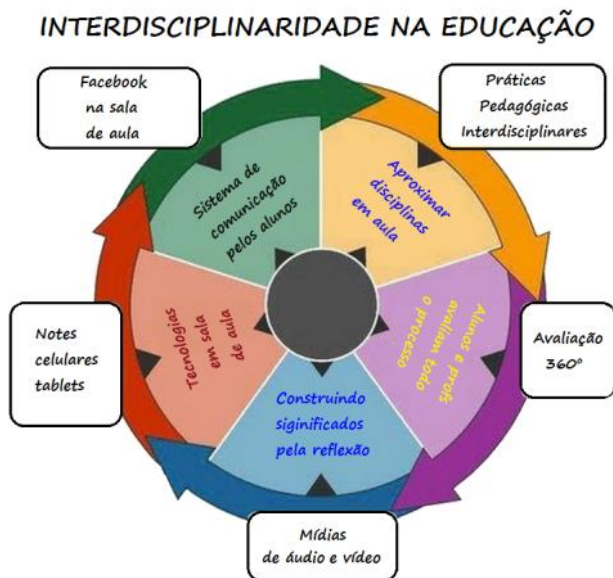 INTERDISCIPLINARIDADE NA EDUCAÇÃO
Facebook
na sala
de aula
Práticas
Pedagógicas
Interdisciplinares
Sistema de
comunicação
pelos alunos
Aproximar
disciplinas
em aula
Notes
celulares
tablets
Tecnologias
em sala
de aula
Alunos e profs
avaliam todo
o processo
Avaliação
360º
Construindo
siginificados
pela reflexão
Mídias
de áudio e vídeo